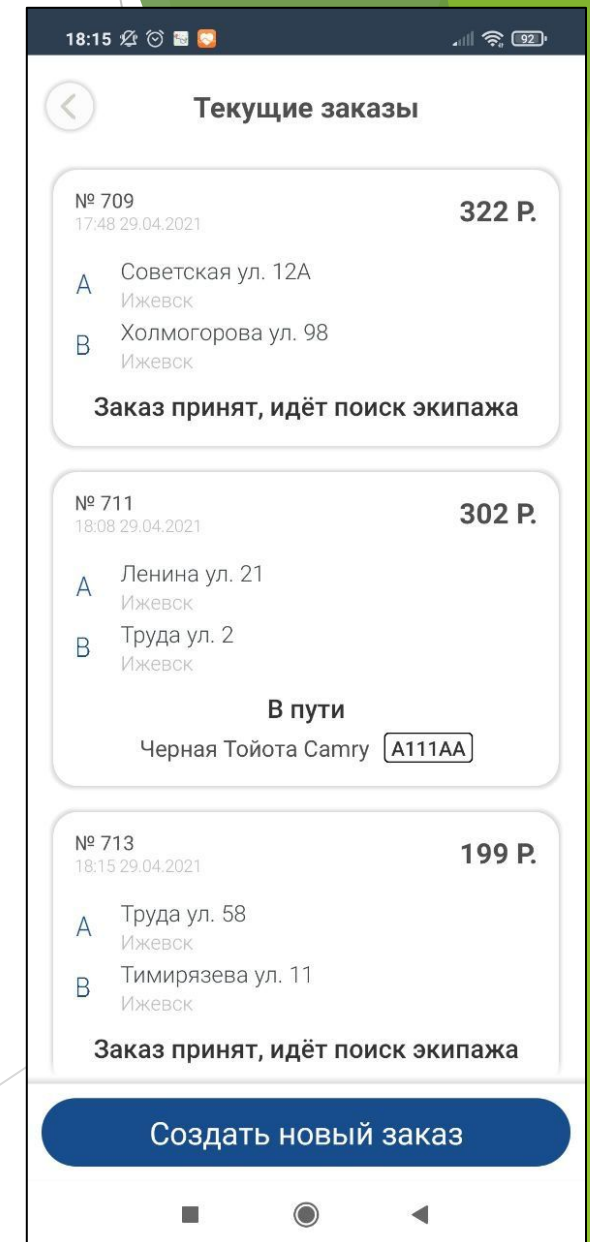 18:15
92
Текущие заказы
№ 709
322 Р.
17:48 29.04.2021
A Советская ул. 12А
Ижевск
B Холмогорова ул. 98
Ижевск
Заказ принят, идёт поиск экипажа
№ 711
302 Р.
18:08 29.04.2021
A Ленина ул. 21
Ижевск
B Труда ул. 2
Ижевск
В пути
Черная Тойота Camry A111AA
№ 713
199 Р.
18:15 29.04.2021
A Труда ул. 58
Ижевск
B Тимирязева ул. 11
Ижевск
Заказ принят, идёт поиск экипажа
Создать новый заказ